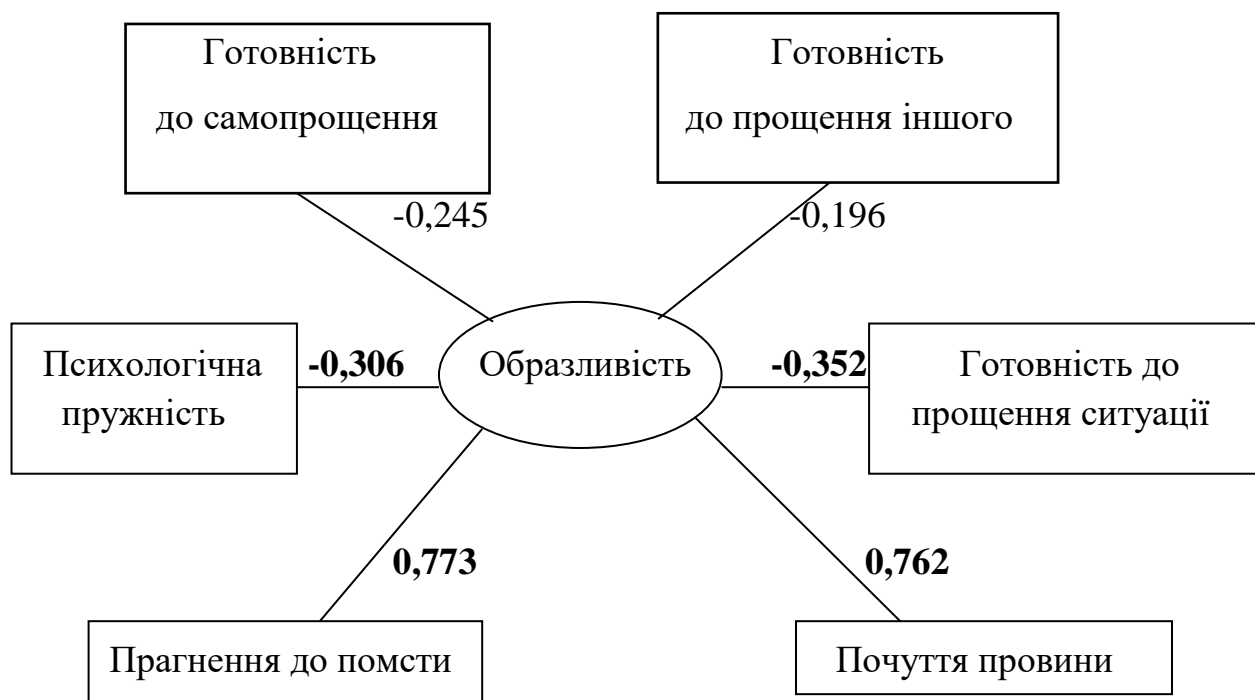 Готовність
до самопрощення
Готовність
до прощення іншого
-0,245
-0,196
Психологічна
пружність
-0,306
Образливість
-0,352
Готовність до
прощення ситуації
0,773
0,762
Прагнення до помсти
Почуття провини